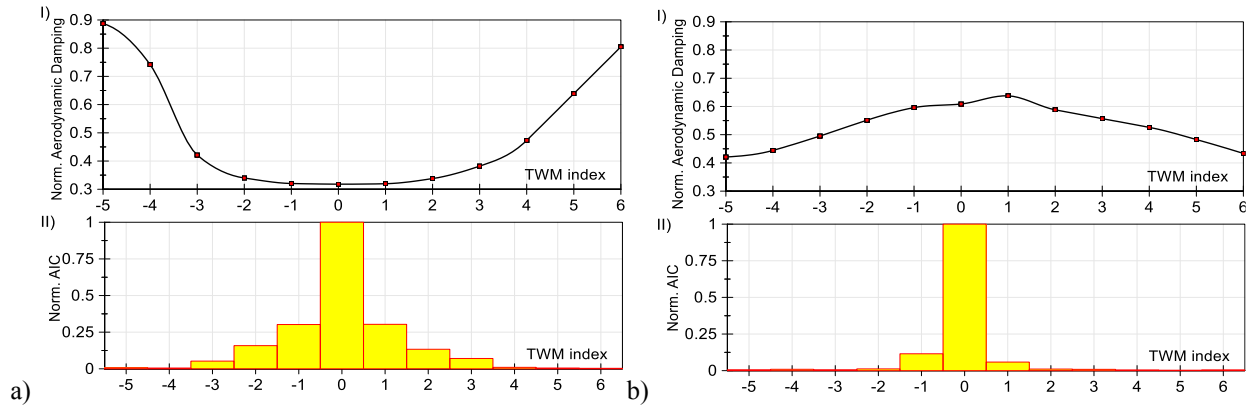 I)
Norm. Aerodynamic Damping
0.9
0.8
0.7
0.6
0.5
0.4
0.3
TWM index
-5 -4 -3 -2 -1 0 1 2 3 4 5 6
II)
Norm. AIC
1
0.75
0.5
0.25
0
TWM index
-5 -4 -3 -2 -1 0 1 2 3 4 5 6
a)
I)
Norm. Aerodynamic Damping
0.9
0.8
0.7
0.6
0.5
0.4
0.3
TWM index
-5 -4 -3 -2 -1 0 1 2 3 4 5 6
II)
Norm. AIC
1
0.75
0.5
0.25
0
TWM index
-5 -4 -3 -2 -1 0 1 2 3 4 5 6
b)